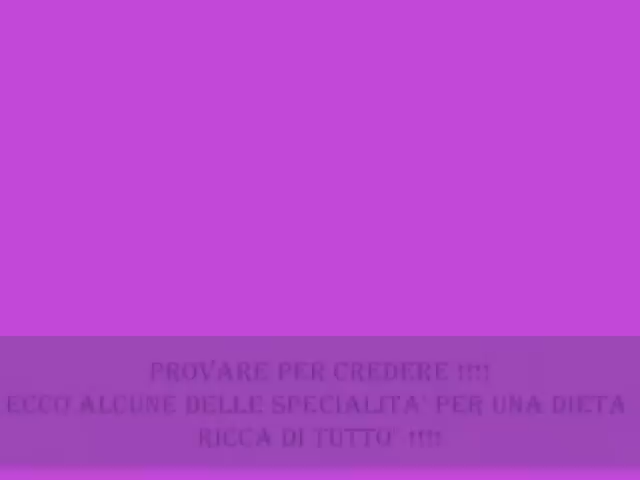 PROVARE PER CREDERE !!!!
ECCO ALCUNE DELLE SPECIALITA' PER UNA DIETA
RICCA DI TUTTO' !!!!